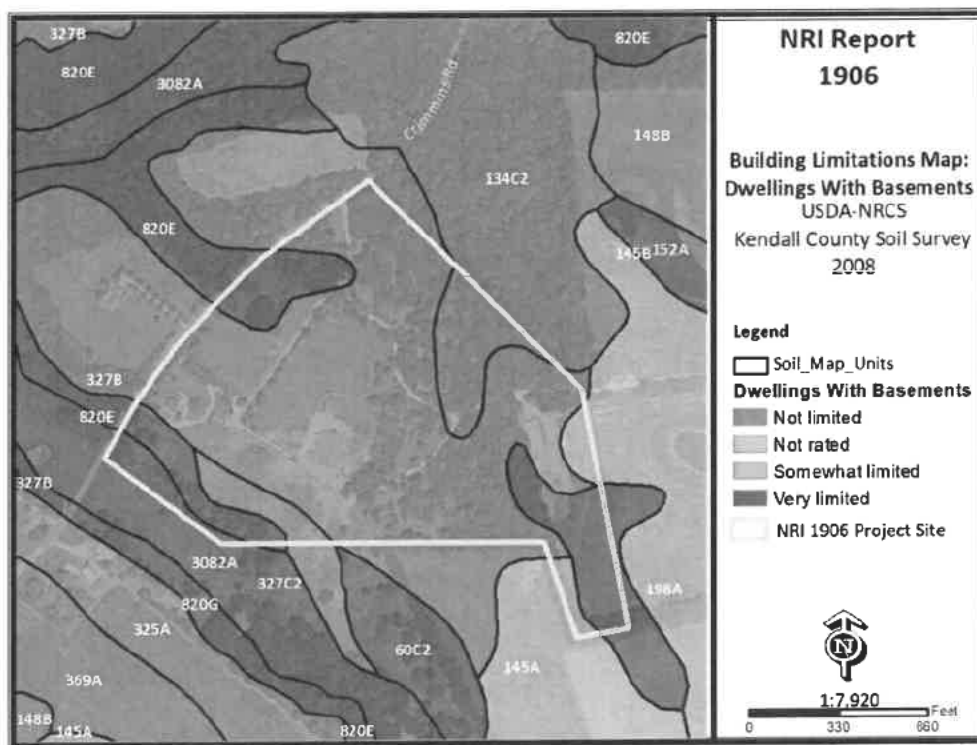 327B
820E
3082A
820E
Crimmins Rd
134C2
820E
148B
145B 152A
327B
820E
327B
3082A
327C2
820G
325A
60C2
145A
198A
369A
148B
145A
820E
NRI Report
1906
Building Limitations Map:
Dwellings With Basements
USDA-NRCS
Kendall County Soil Survey
2008
Legend
Soil_Map_Units
Dwellings With Basements
Not limited
Not rated
Somewhat limited
Very limited
NRI 1906 Project Site
N
1:7,920
Feet
0 330 660